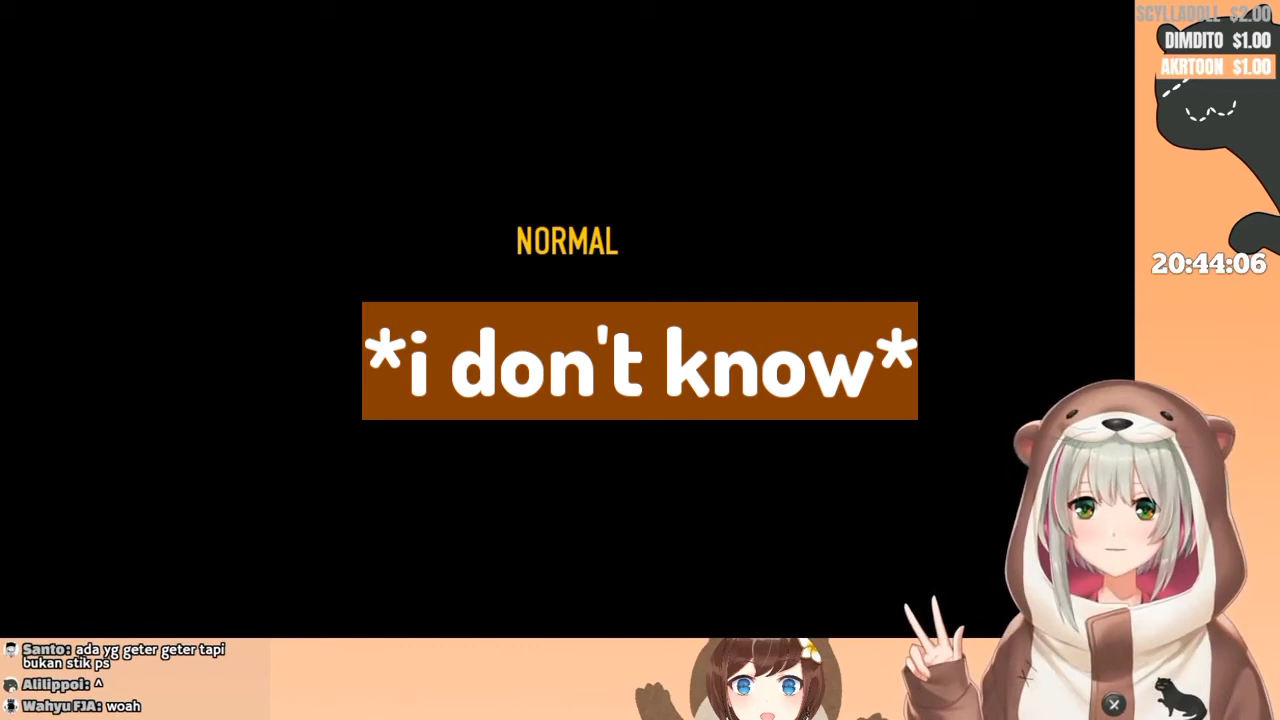 SCYLLADOLL $2.00
DIMDITO $1.00
AKRTOON $1.00
NORMAL
20:44:06
*i don't know*
Santo: ada yg geter geter tapi
bukan stik ps
Alilippoi: ^
Wahyu FJA: woah